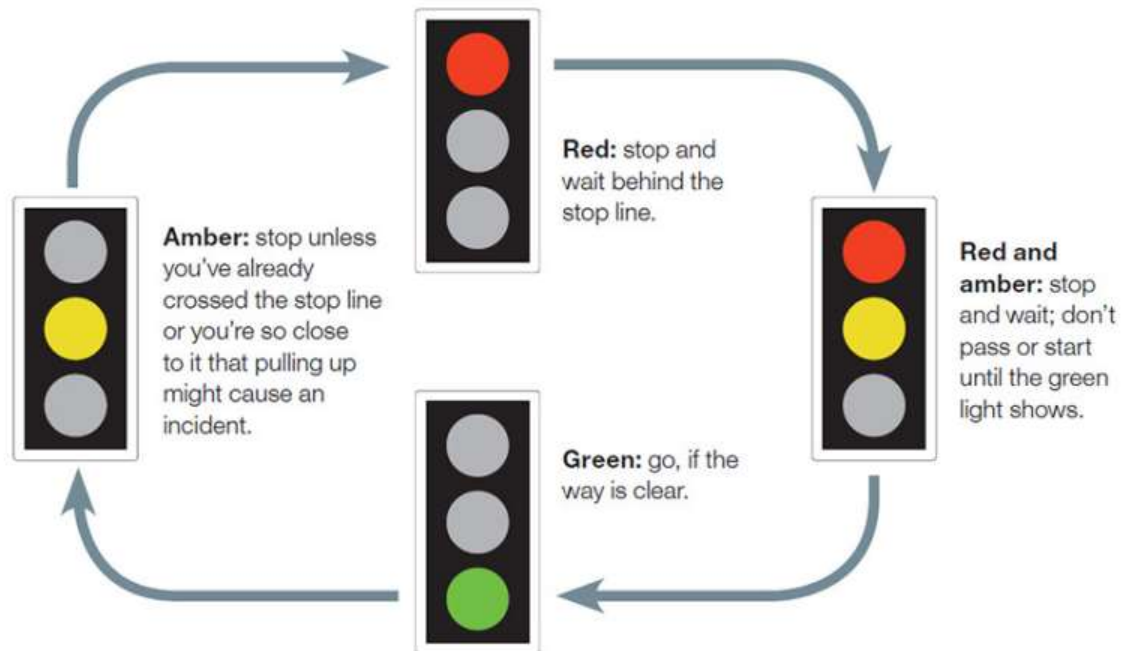 Red: stop and
wait behind the
stop line.
Amber: stop unless
you've already
crossed the stop line
or you're so close
to it that pulling up
might cause an
incident.
Red and
amber: stop
and wait; don't
pass or start
until the green
light shows.
Green: go, if the
way is clear.